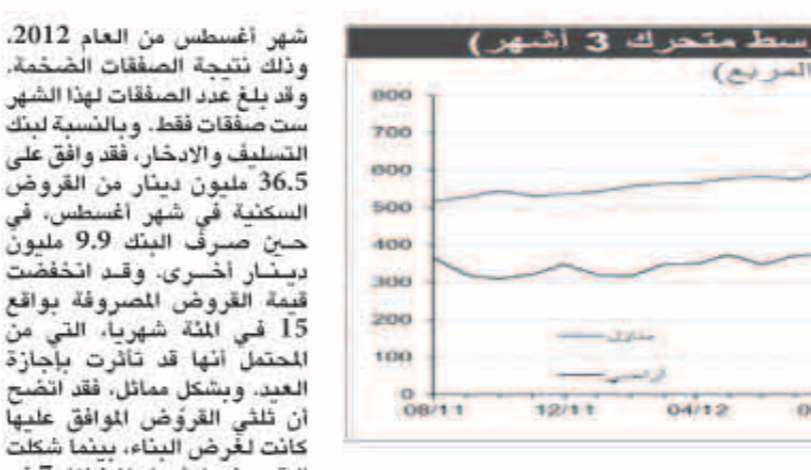 شهر أغسطس من العام 2012،
وذلك نتيجة الصفقات الضخمة.
وقد بلغ عدد الصفقات لهذا الشهر
ست صفقات فقط. وبالنسبة لبنك
التسليف والادخار، فقد وافق على
36.5 مليون دينار من القروض
السكنية في شهر أغسطس، في
حين صرف البنك 9.9 مليون
دينار أخرى. وقد انخفضت
قيمة القروض المصروفة بواقع
15 في المئة شهريا، التي من
المحتمل أنها قد تأثرت بإجازة
العيد. وبشكل مماثل، فقد اتضح
أن ثلثي القروض الموافق عليها
كانت لغرض البناء، بينما شكلت
سط متحرك 3 أشهر)
المربع)
800
700
600
500
400
300
200
100
0
منازل
أراضي
08/11
12/11
04/12